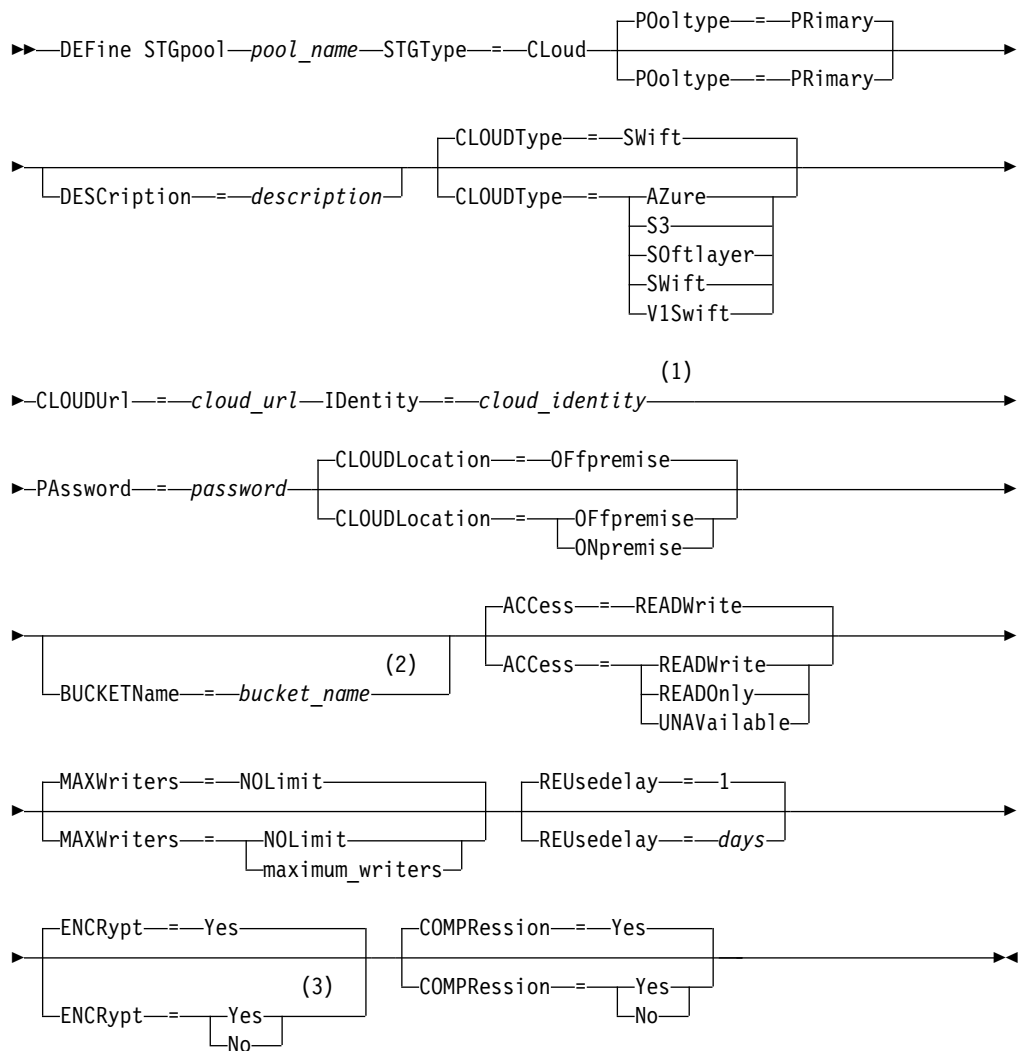 POoltype = PRimary
DEFine STGpool pool_name STGType = CLoud
POoltype = PRimary
CLOUDType = SWift
DESCription = description
CLOUDType = AZure
S3
SOftlayer
SWift
V1Swift
(1)
CLOUDUrl = cloud_url IDentity = cloud_identity
CLOUDLocation = OFfpremise
PAssword = password
CLOUDLocation = OFfpremise
ONpremise
ACCess = READWrite
(2)
BUCKETName = bucket_name
ACCess = READWrite
READOnly
UNAVailable
MAXWriters = NOLimit
REUsedelay = 1
MAXWriters = NOLimit
maximum_writers
REUsedelay = days
ENCRypt = Yes
COMPRession = Yes
(3)
ENCRypt = Yes
No
COMPRession = Yes
No